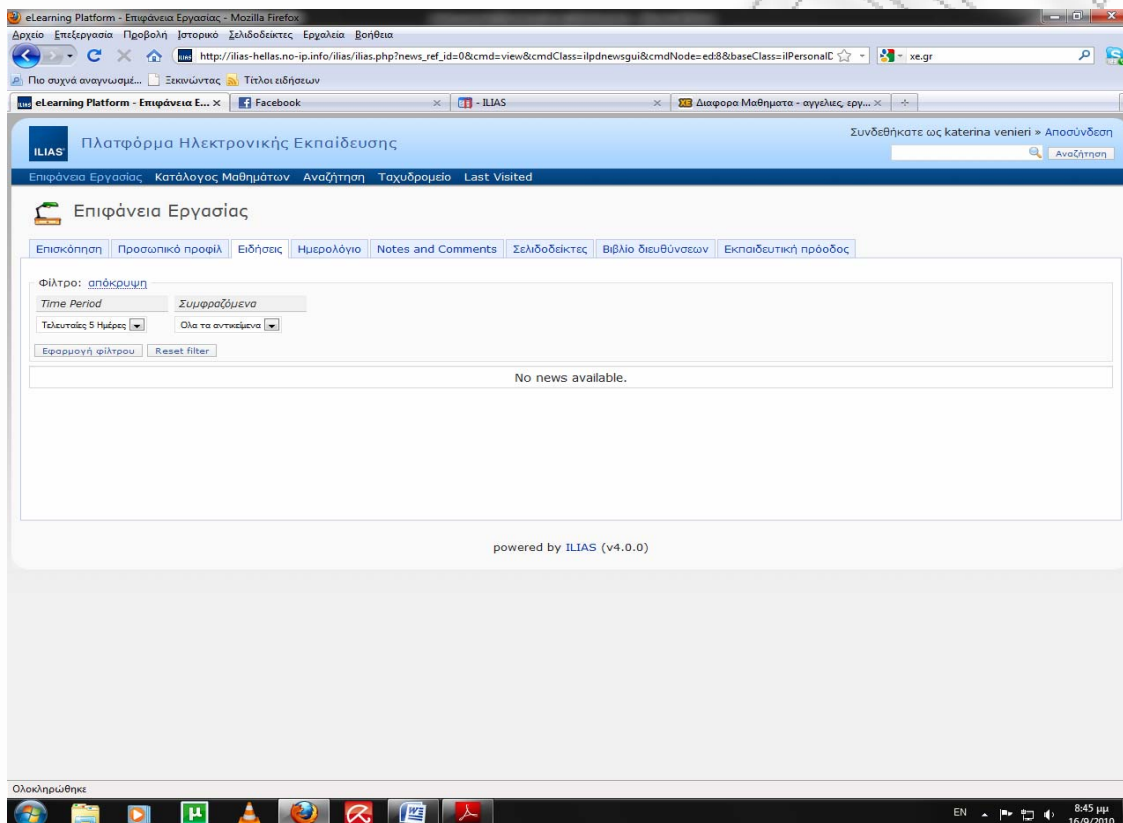 eLearning Platform - Επιφάνεια Εργασίας - Mozilla Firefox
Αρχείο Επεξεργασία Προβολή Ιστορικό Σελιδοδείκτες Εργαλεία Βοήθεια
http://ilias-hellas.no-ip.info/ilias/ilias.php?news_ref_id=0&cmd=view&cmdClass=ilpdnewsgui&cmdNode=ed:8&baseClass=ilPersonalD xe.gr
Πιο συχνά αναγνωσμέ... Ξεκινώντας Τίτλοι ειδήσεων
eLearning Platform - Επιφάνεια Ε... Facebook - ILIAS Διαφορα Μαθηματα - αγγελιες, εργ...
Συνδεθήκατε ως katerina venieri » Αποσύνδεση
ILIAS Πλατφόρμα Ηλεκτρονικής Εκπαίδευσης
Αναζήτηση
Επιφάνεια Εργασίας Κατάλογος Μαθημάτων Αναζήτηση Ταχυδρομείο Last Visited
Επιφάνεια Εργασίας
Επισκόπηση Προσωπικό προφίλ Ειδήσεις Ημερολόγιο Notes and Comments Σελιδοδείκτες Βιβλίο διευθύνσεων Εκπαιδευτική πρόοδος
Φίλτρο: απόκρυψη
Time Period Συμφραζόμενα
Τελευταίες 5 Ημέρες Ολα τα αντικείμενα
Εφαρμογή φίλτρου Reset filter
No news available.
powered by ILIAS (v4.0.0)
Ολοκληρώθηκε
EN 8:45 μμ
16/9/2010